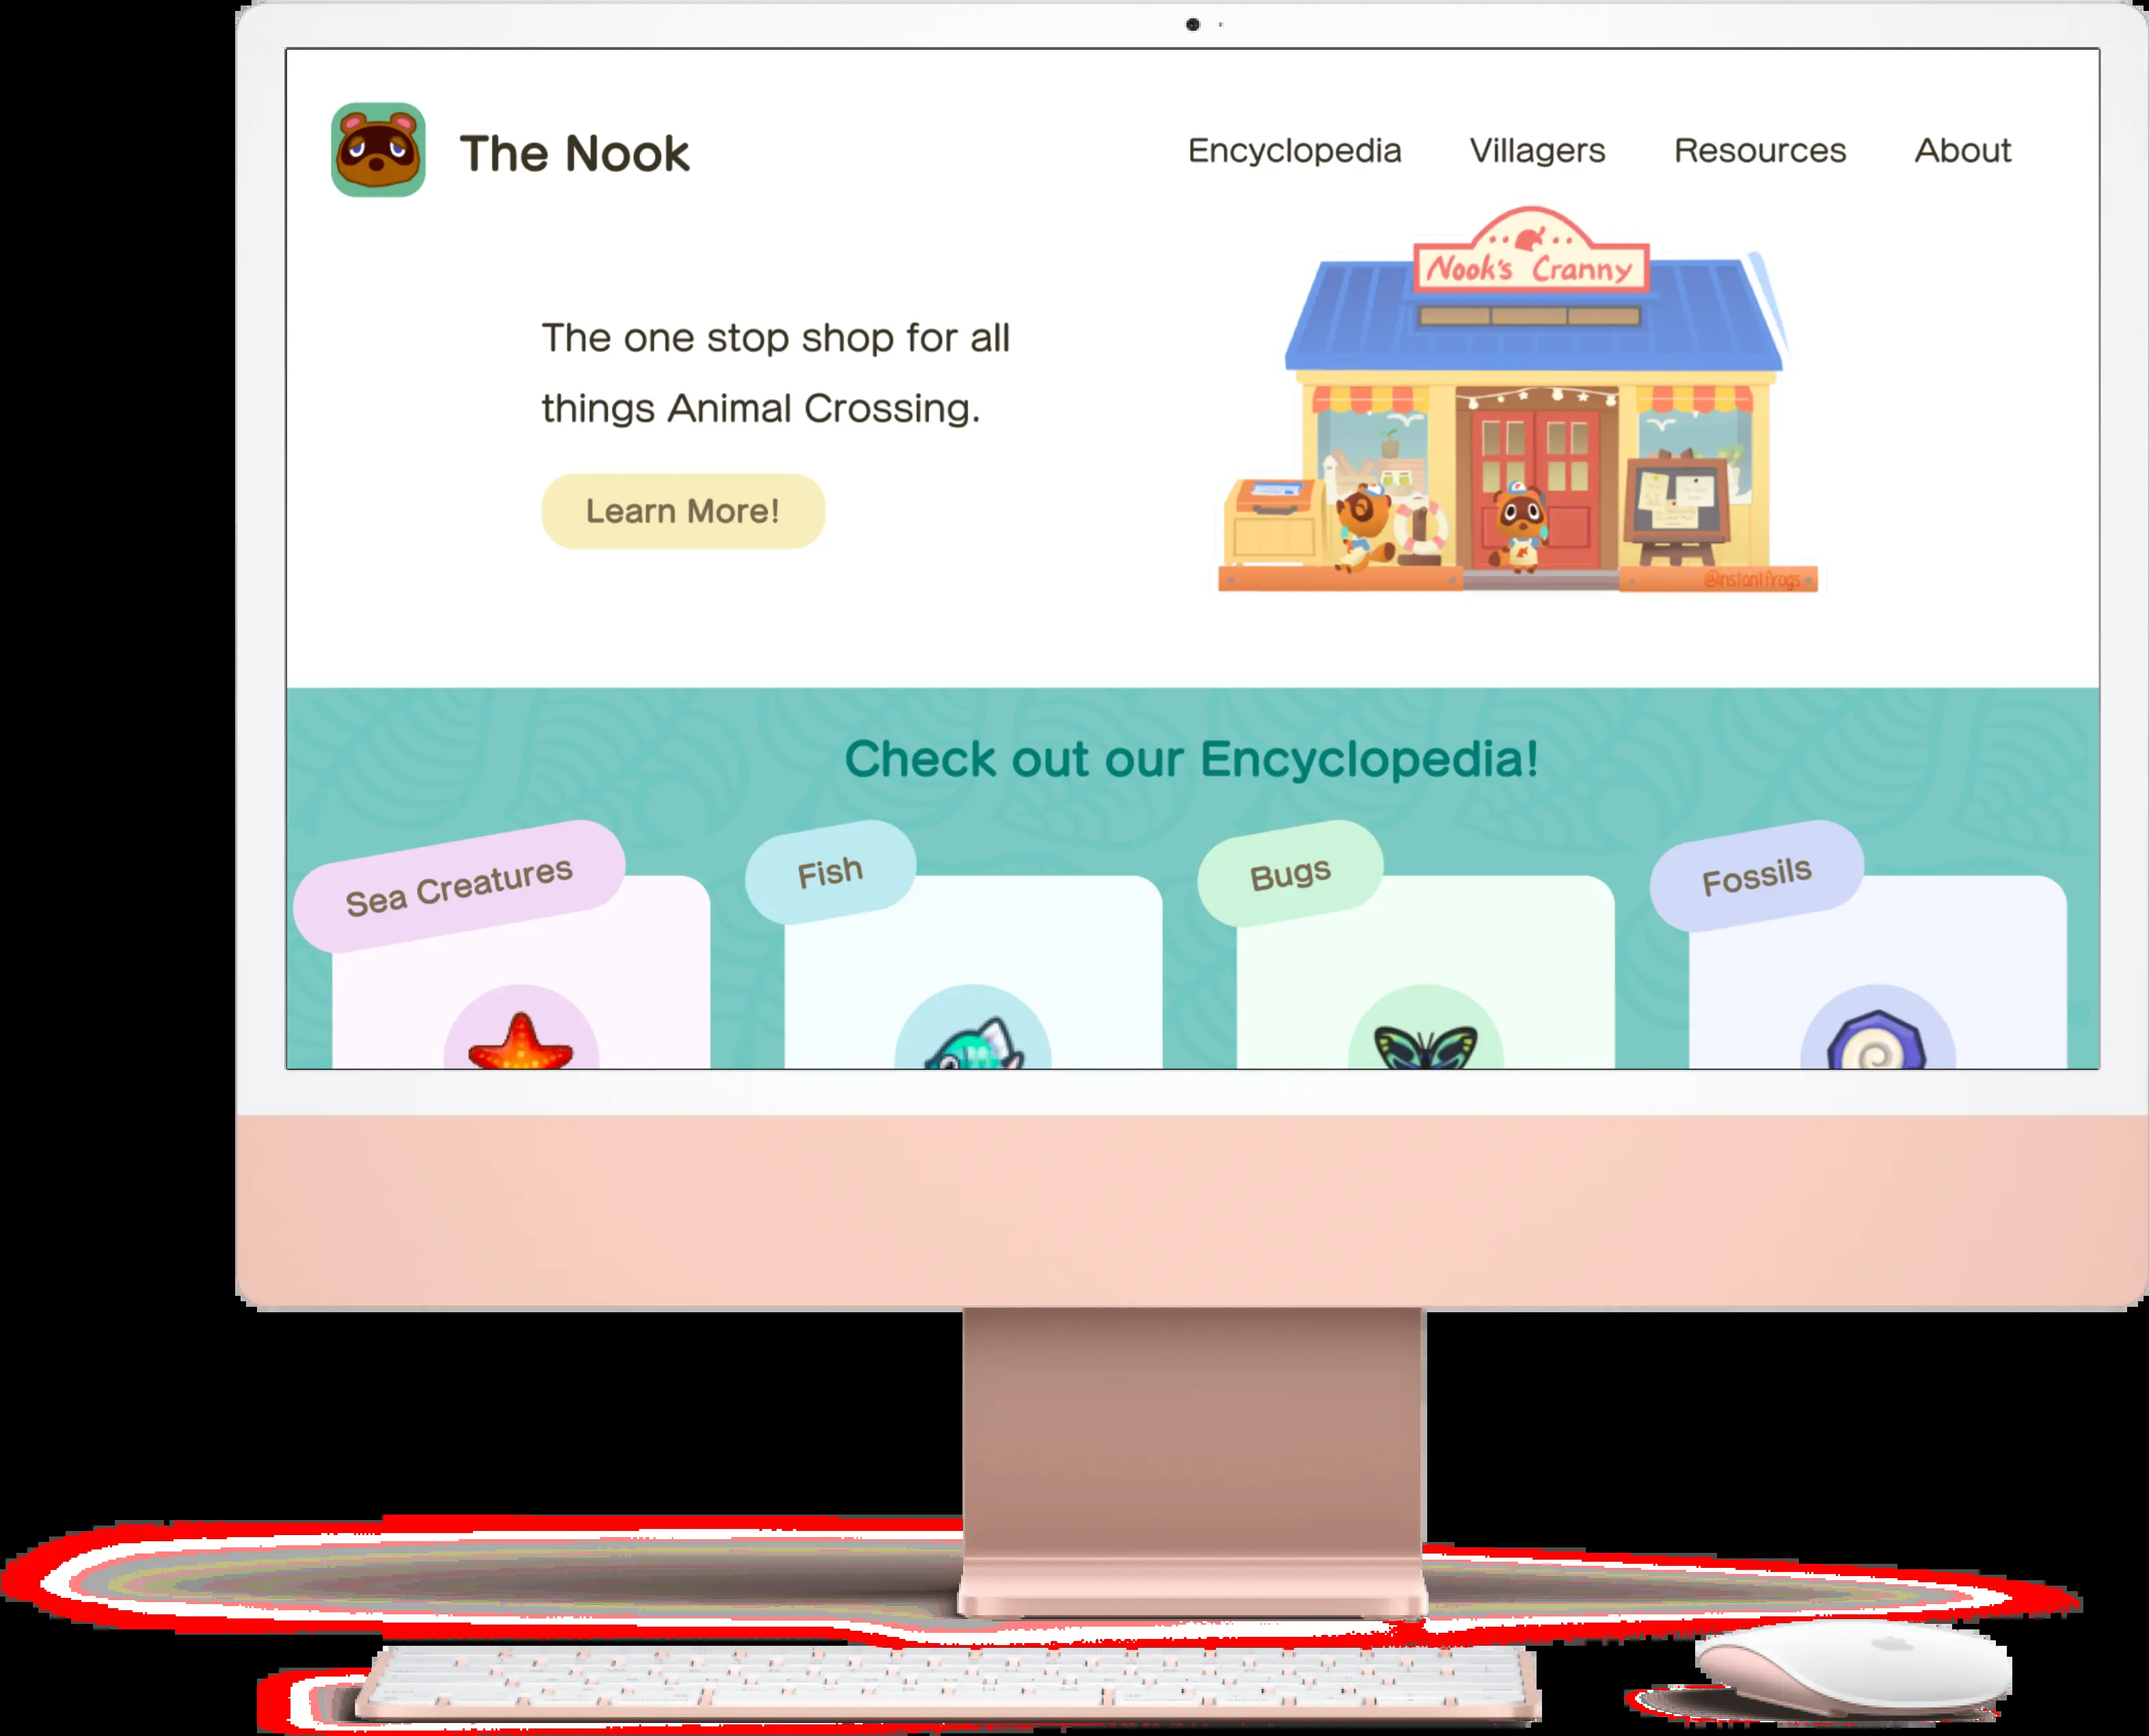 The Nook
Encyclopedia Villagers Resources About
Nook's Cranny
The one stop shop for all
things Animal Crossing.
Learn More!
@instantfrogs
Check out our Encyclopedia!
Sea Creatures
Fish
Bugs
Fossils